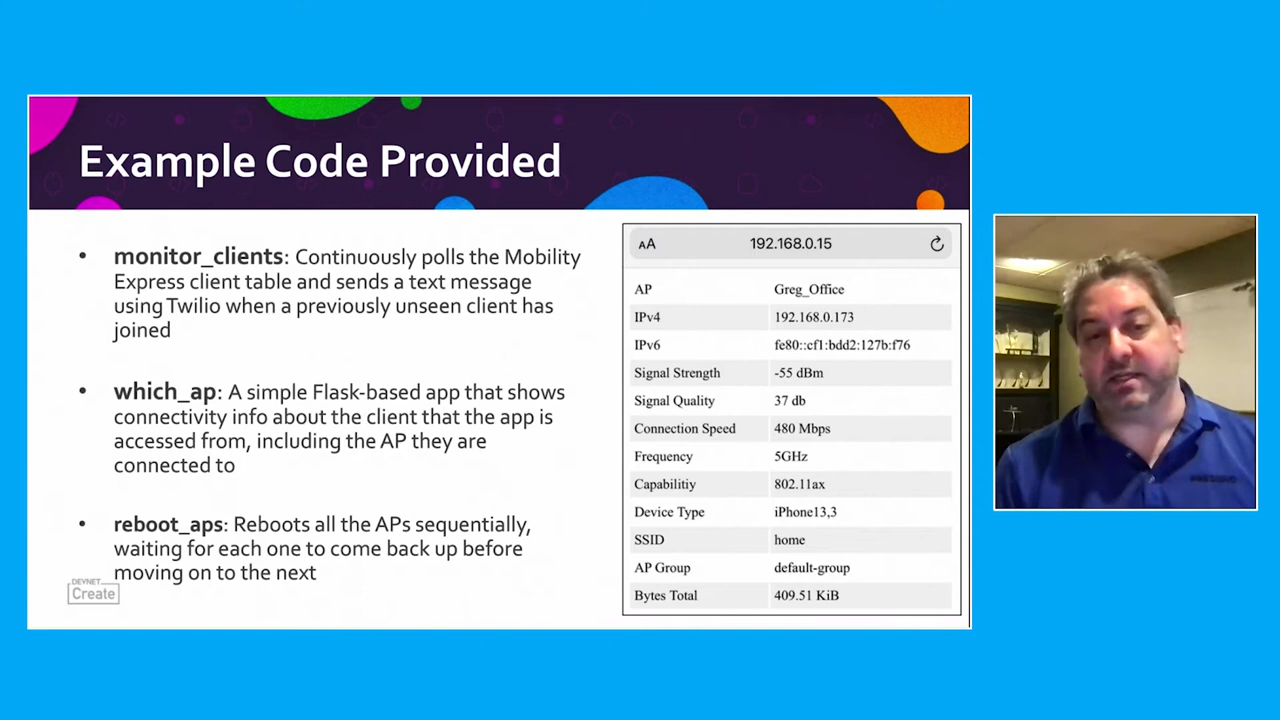 Example Code Provided
• monitor_clients: Continuously polls the Mobility
Express client table and sends a text message
using Twilio when a previously unseen client has
joined
• which_ap: A simple Flask-based app that shows
connectivity info about the client that the app is
accessed from, including the AP they are
connected to
• reboot_aps: Reboots all the APs sequentially,
waiting for each one to come back up before
moving on to the next
DEVNET
Create
AA 192.168.0.15
AP Greg_Office
IPv4 192.168.0.173
IPv6 fe80::cf1:bdd2:127b:f76
Signal Strength -55 dBm
Signal Quality 37 db
Connection Speed 480 Mbps
Frequency 5GHz
Capabilitiy 802.11ax
Device Type iPhone13,3
SSID home
AP Group default-group
Bytes Total 409.51 KiB